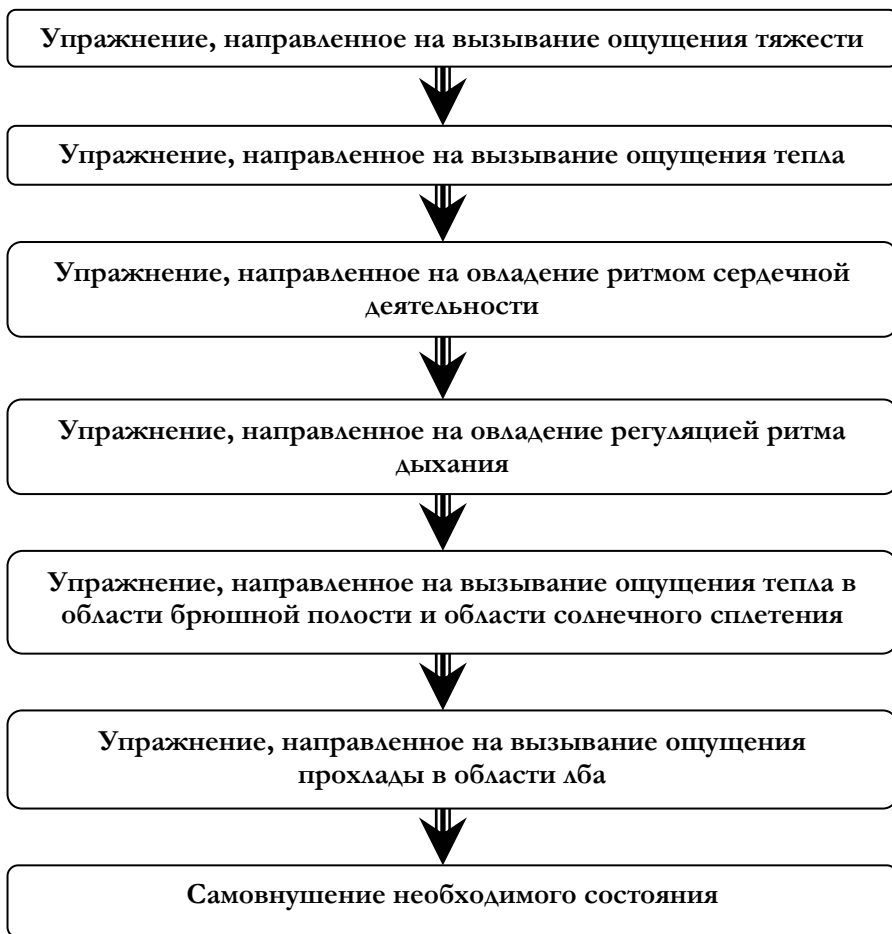 Упражнение, направленное на вызывание ощущения тяжести
Упражнение, направленное на вызывание ощущения тепла
Упражнение, направленное на овладение ритмом сердечной
деятельности
Упражнение, направленное на овладение регуляцией ритма
дыхания
Упражнение, направленное на вызывание ощущения тепла в
области брюшной полости и области солнечного сплетения
Упражнение, направленное на вызывание ощущения
прохлады в области лба
Самовнушение необходимого состояния